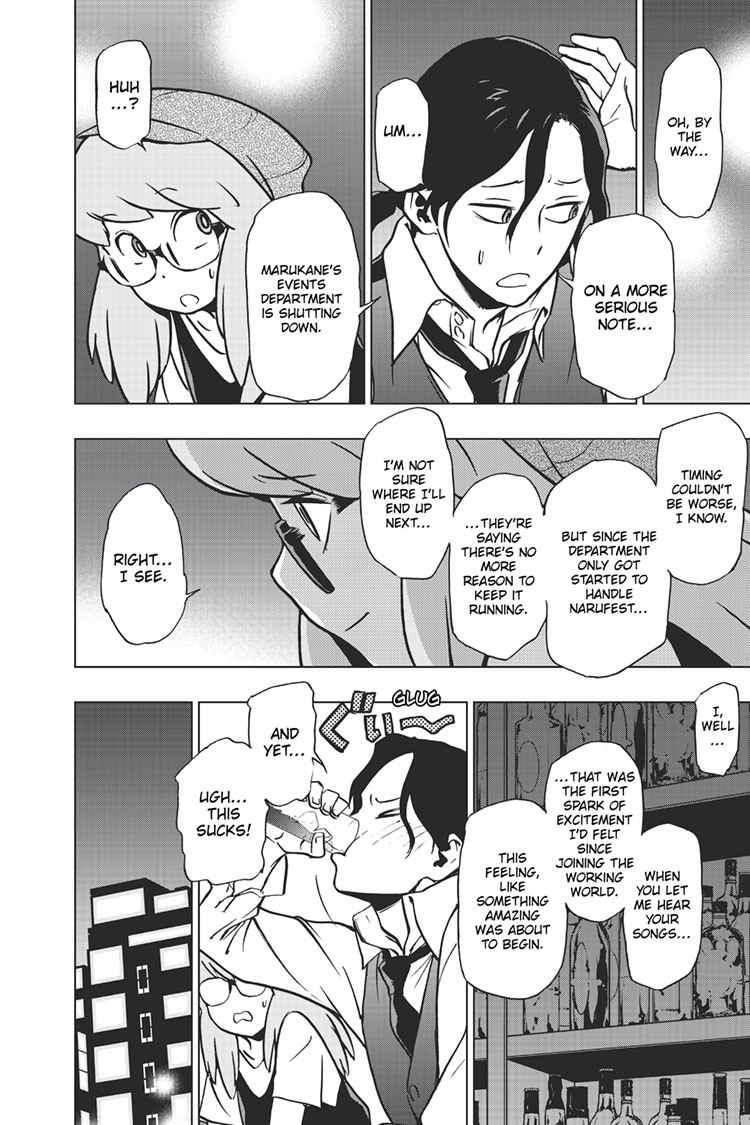 OH, BY
THE
WAY...
UM...
ON A MORE
SERIOUS
NOTE...
MARUKANE'S
EVENTS
DEPARTMENT
IS SHUTTING
DOWN.
HUH
...?
TIMING
COULDN'T
BE WORSE,
I KNOW.
BUT SINCE THE
DEPARTMENT
ONLY GOT
STARTED TO
HANDLE
NARUFEST...
...THEY'RE
SAYING
THERE'S NO
MORE
REASON TO
KEEP IT
RUNNING.
I'M NOT
SURE
WHERE I'LL
END UP
NEXT...
RIGHT...
I SEE.
I,
WELL
...
WHEN
YOU LET
ME HEAR
YOUR
SONGS...
...THAT WAS
THE FIRST
SPARK OF
EXCITEMENT
I'D FELT
SINCE
JOINING THE
WORKING
WORLD.
THIS
FEELING,
LIKE
SOMETHING
AMAZING
WAS ABOUT
TO BEGIN.
GLUG
ぐい～
AND
YET...
UGH...
THIS
SUCKS!